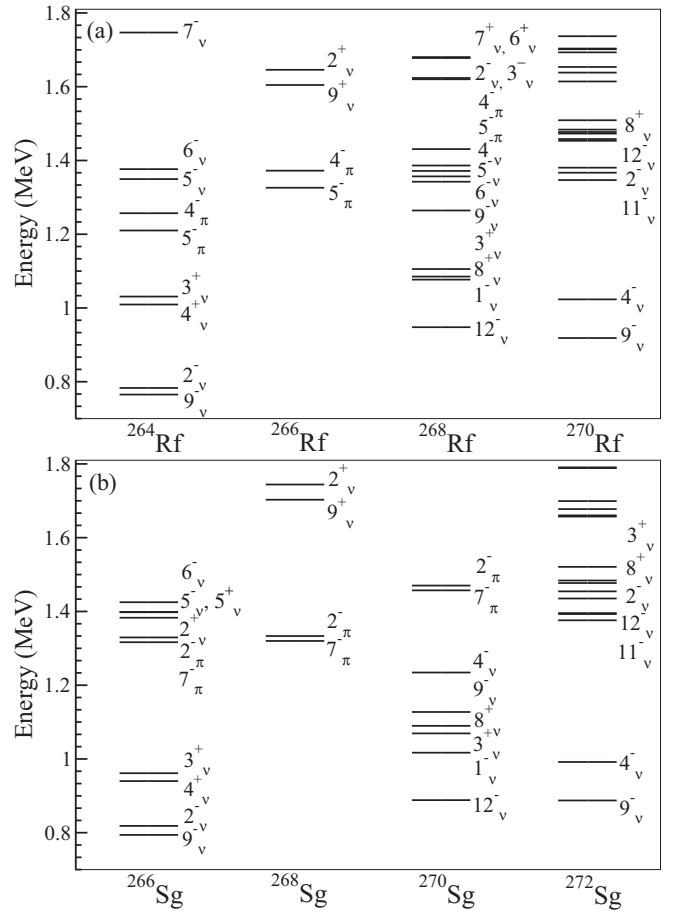 (a)
Energy (MeV)
1.8
1.6
1.4
1.2
1
0.8
7⁻ν
6⁻ν
5⁻ν
4⁻π
5⁻π
3⁺ν
4⁺ν
2⁻ν
9⁻ν
2⁺ν
9⁺ν
4⁻π
5⁻π
7⁺ν, 6⁺ν
2⁻ν, 3⁻ν
4⁻π
5⁻π
4⁻ν
5⁻ν
6⁻ν
9⁻ν
3⁺ν
8⁺ν
1⁻ν
12⁻ν
8⁺ν
12⁻ν
2⁻ν
11⁻ν
4⁻ν
9⁻ν
²⁶⁴Rf ²⁶⁶Rf ²⁶⁸Rf ²⁷⁰Rf
(b)
Energy (MeV)
1.8
1.6
1.4
1.2
1
0.8
6⁻ν
5⁻ν, 5⁺ν
2⁺ν
2⁻π
7⁻π
3⁺ν
4⁺ν
2⁻ν
9⁻ν
2⁺ν
9⁺ν
2⁻π
7⁻π
2⁻π
7⁻π
4⁻ν
9⁻ν
8⁺ν
3⁺ν
1⁻ν
12⁻ν
3⁺ν
8⁺ν
2⁻ν
12⁻ν
11⁻ν
4⁻ν
9⁻ν
²⁶⁶Sg ²⁶⁸Sg ²⁷⁰Sg ²⁷²Sg